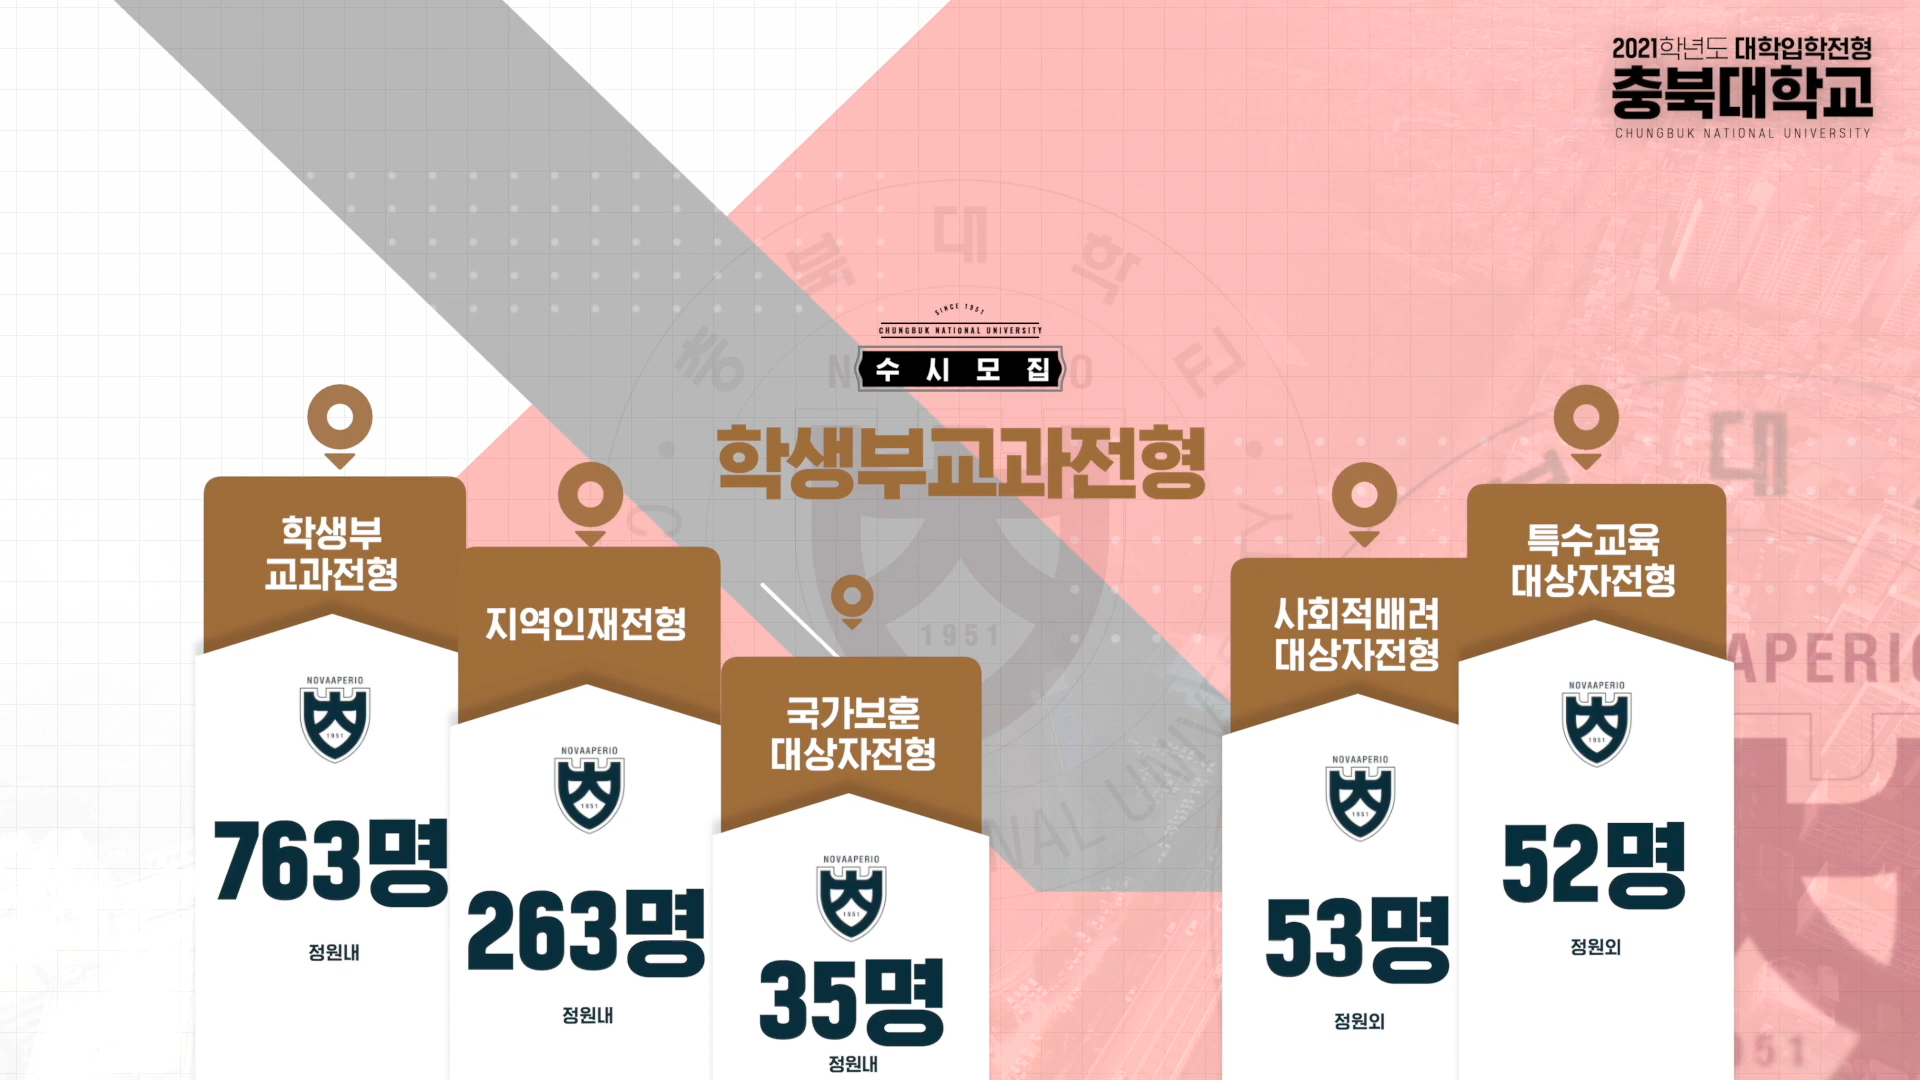 2021학년도 대학입학전형
충북대학교
CHUNGBUK NATIONAL UNIVERSITY
SINCE 1951
CHUNGBUK NATIONAL UNIVERSITY
수시모집
학생부교과전형
학생부
교과전형
NOVAAPERIO
1951
763명
정원내
지역인재전형
NOVAAPERIO
1951
263명
정원내
국가보훈
대상자전형
NOVAAPERIO
1951
35명
정원내
사회적배려
대상자전형
NOVAAPERIO
1951
53명
정원외
특수교육
대상자전형
NOVAAPERIO
1951
52명
정원외